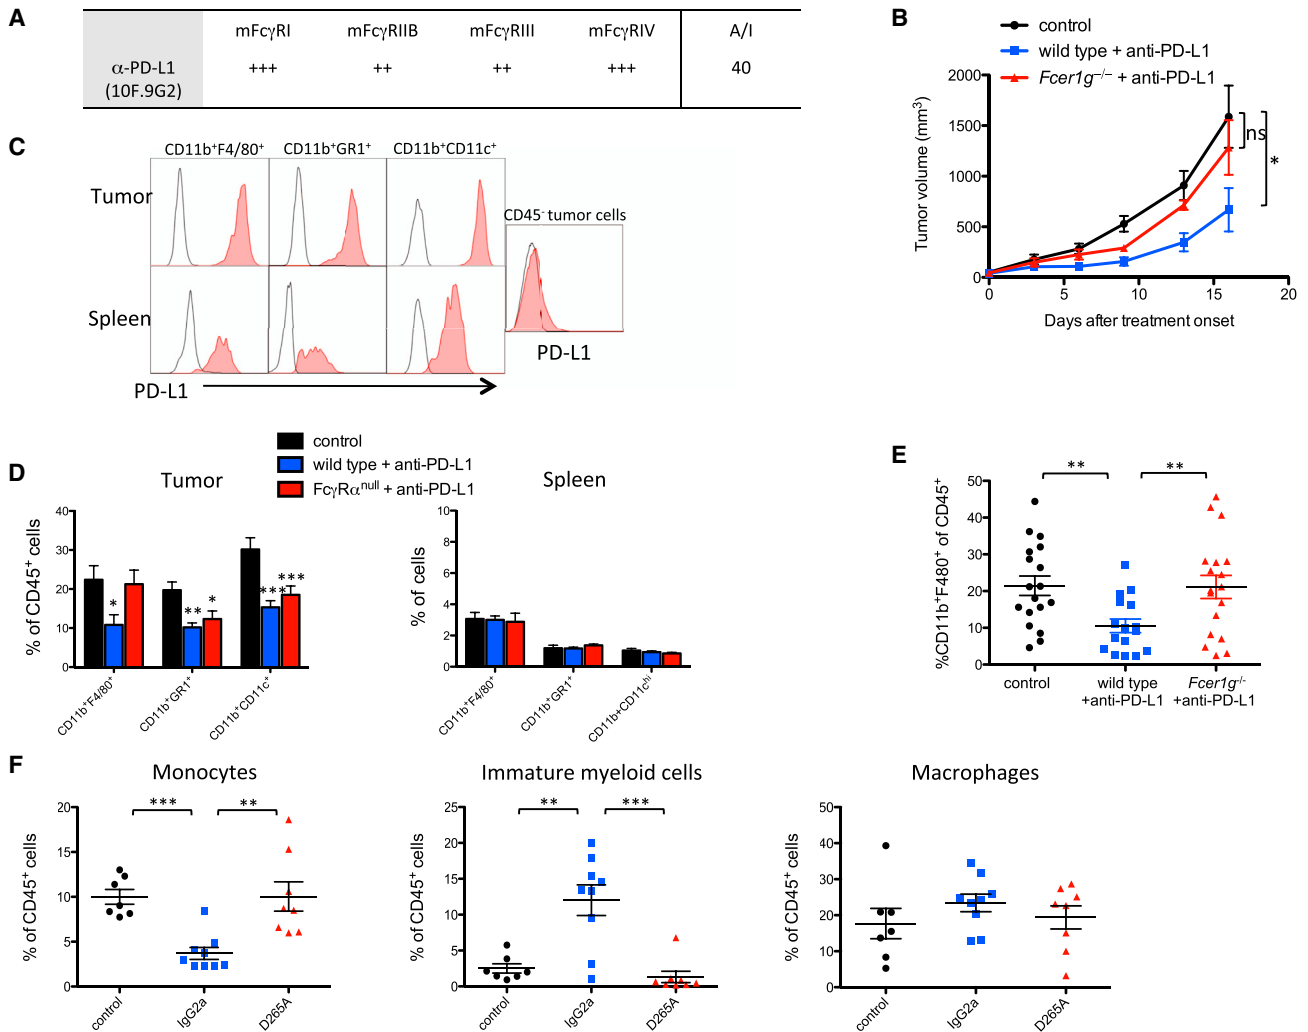 A
mFcγRI mFcγRIIB mFcγRIII mFcγRIV A/I
α-PD-L1 +++ ++ ++ +++ 40
(10F.9G2)
B
control
wild type + anti-PD-L1
Fcer1g–/– + anti-PD-L1
Tumor volume (mm3)
2000
1500
1000
500
0
0 5 10 15 20
Days after treatment onset
ns
*
C
CD11b+F4/80+ CD11b+GR1+ CD11b+CD11c+
Tumor
CD45- tumor cells
Spleen
PD-L1
PD-L1
D
control
wild type + anti-PD-L1
FcγRαnull + anti-PD-L1
Tumor
% of CD45+ cells
40
30
20
10
0
* ** * *** ***
CD11b+F4/80+
CD11b+GR1+
CD11b+CD11c+
Spleen
% of cells
10
8
6
4
2
0
CD11b+F4/80+
CD11b+GR1+
CD11b+CD11chi
E
%CD11b+F480+ of CD45+
50
40
30
20
10
0
** **
control wild type Fcer1g-/-
+anti-PD-L1 +anti-PD-L1
F
Monocytes
% of CD45+ cells
20
15
10
5
0
*** **
control IgG2a D265A
Immature myeloid cells
% of CD45+ cells
25
20
15
10
5
0
** ***
control IgG2a D265A
Macrophages
% of CD45+ cells
50
40
30
20
10
0
control IgG2a D265A